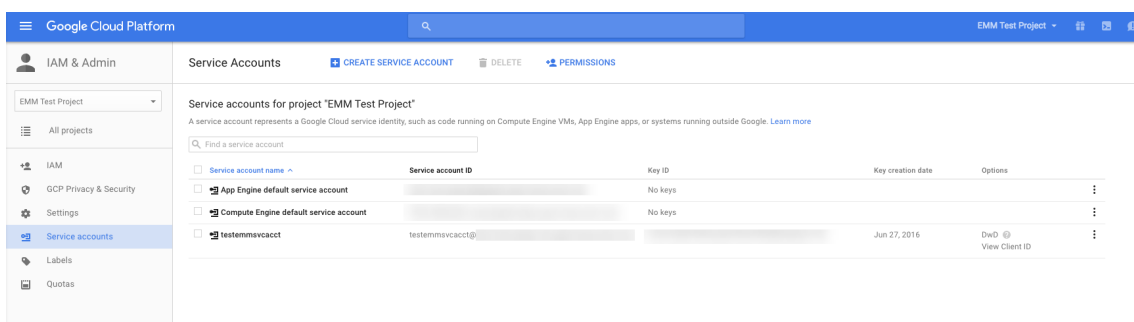 Google Cloud Platform
EMM Test Project
IAM & Admin
Service Accounts
CREATE SERVICE ACCOUNT
DELETE
PERMISSIONS
EMM Test Project
All projects
IAM
GCP Privacy & Security
Settings
Service accounts
Labels
Quotas
Service accounts for project "EMM Test Project"
A service account represents a Google Cloud service identity, such as code running on Compute Engine VMs, App Engine apps, or systems running outside Google. Learn more
Find a service account
Service account name Service account ID Key ID Key creation date Options
App Engine default service account No keys
Compute Engine default service account No keys
testemmsvcacct testemmsvcacct@ Jun 27, 2016 DwD
View Client ID